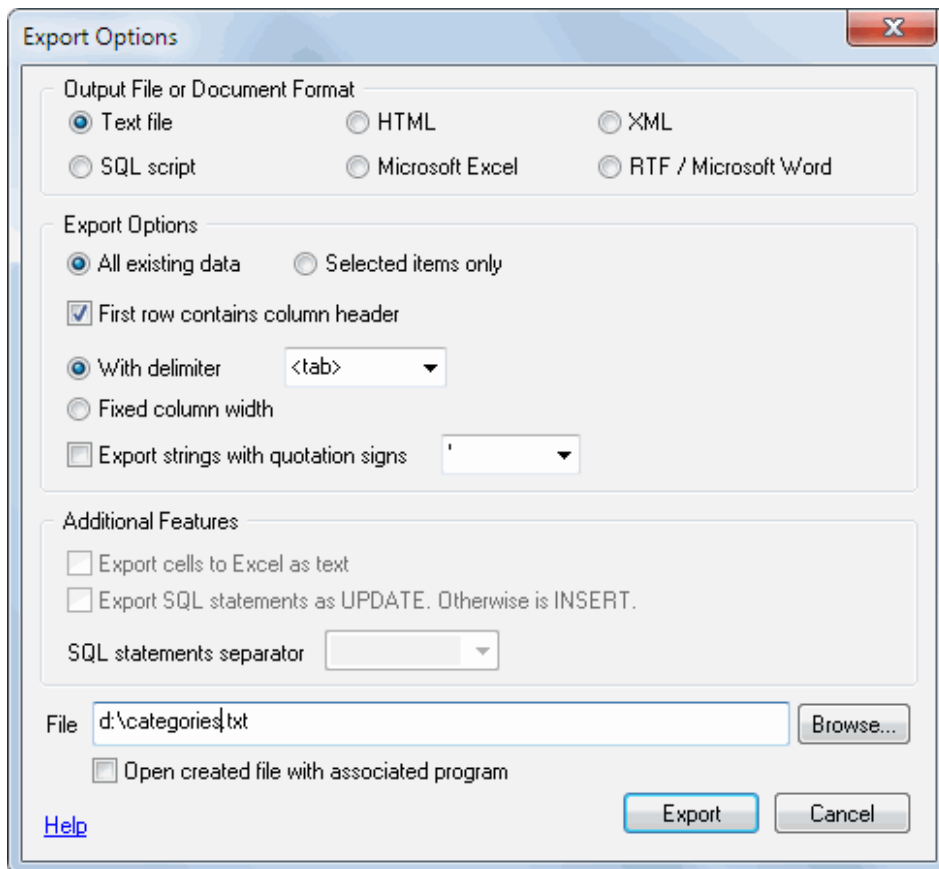 Export Options
Output File or Document Format
Text file HTML XML
SQL script Microsoft Excel RTF / Microsoft Word
Export Options
All existing data Selected items only
First row contains column header
With delimiter <tab>
Fixed column width
Export strings with quotation signs '
Additional Features
Export cells to Excel as text
Export SQL statements as UPDATE. Otherwise is INSERT.
SQL statements separator
File d:\categories.txt Browse...
Open created file with associated program
Help Export Cancel